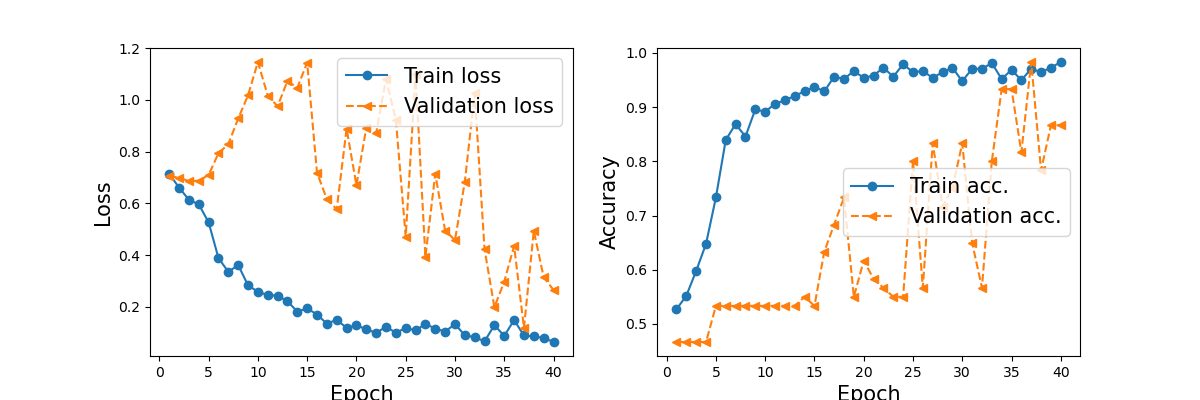 1.2
1.0
0.8
0.6
0.4
0.2
Loss
0 5 10 15 20 25 30 35 40
Epoch
Train loss
Validation loss
1.0
0.9
0.8
0.7
0.6
0.5
Accuracy
0 5 10 15 20 25 30 35 40
Epoch
Train acc.
Validation acc.